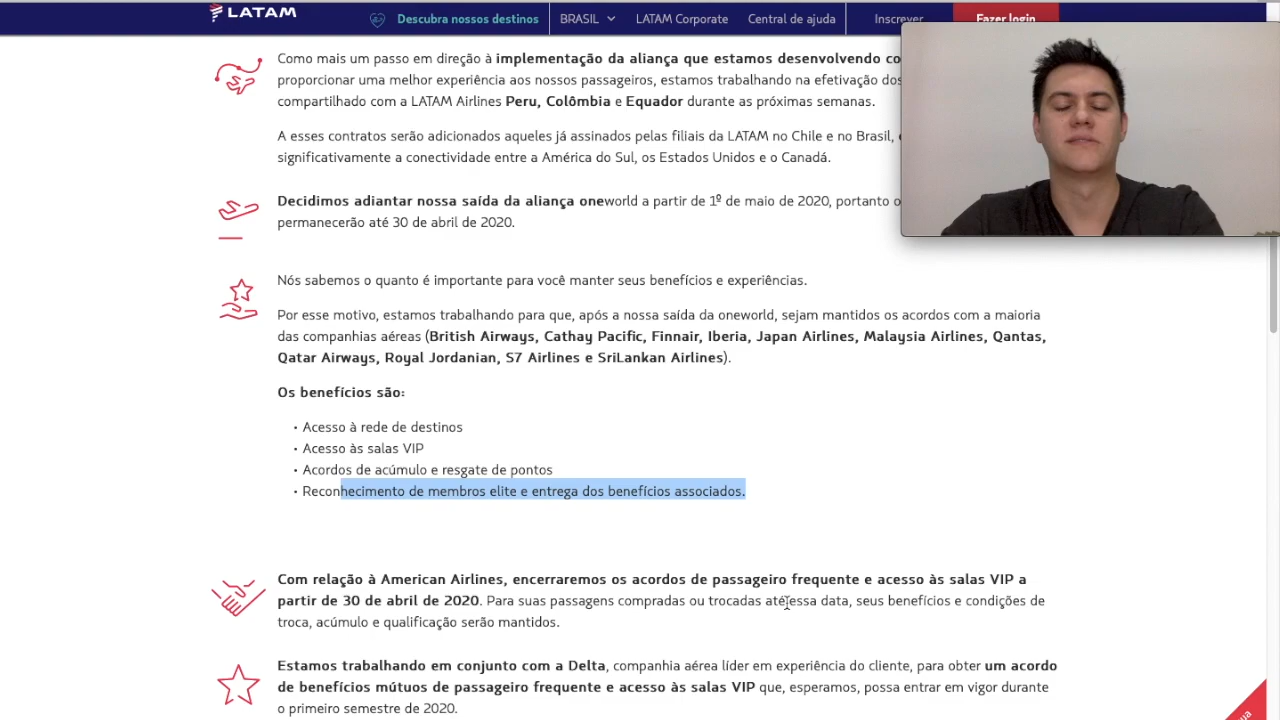 LATAM
Descubra nossos destinos
BRASIL
LATAM Corporate
Central de ajuda
Inscrever
Fazer login
Como mais um passo em direção à implementação da aliança que estamos desenvolvendo
proporcionar uma melhor experiência aos nossos passageiros, estamos trabalhando na efetivação
compartilhado com a LATAM Airlines Peru, Colômbia e Equador durante as próximas semanas.
A esses contratos serão adicionados aqueles já assinados pelas filiais da LATAM no Chile e no Brasil,
significativamente a conectividade entre a América do Sul, os Estados Unidos e o Canadá.
Decidimos adiantar nossa saída da aliança oneworld a partir de 1º de maio de 2020, portanto
permanecerão até 30 de abril de 2020.
Nós sabemos o quanto é importante para você manter seus benefícios e experiências.
Por esse motivo, estamos trabalhando para que, após a nossa saída da oneworld, sejam mantidos os acordos com a maioria
das companhias aéreas (British Airways, Cathay Pacific, Finnair, Iberia, Japan Airlines, Malaysia Airlines, Qantas,
Qatar Airways, Royal Jordanian, S7 Airlines e SriLankan Airlines).
Os benefícios são:
• Acesso à rede de destinos
• Acesso às salas VIP
• Acordos de acúmulo e resgate de pontos
• Reconhecimento de membros elite e entrega dos benefícios associados.
Com relação à American Airlines, encerraremos os acordos de passageiro frequente e acesso às salas VIP a
partir de 30 de abril de 2020. Para suas passagens compradas ou trocadas até essa data, seus benefícios e condições de
troca, acúmulo e qualificação serão mantidos.
Estamos trabalhando em conjunto com a Delta, companhia aérea líder em experiência do cliente, para obter um acordo
de benefícios mútuos de passageiro frequente e acesso às salas VIP que, esperamos, possa entrar em vigor durante
o primeiro semestre de 2020.